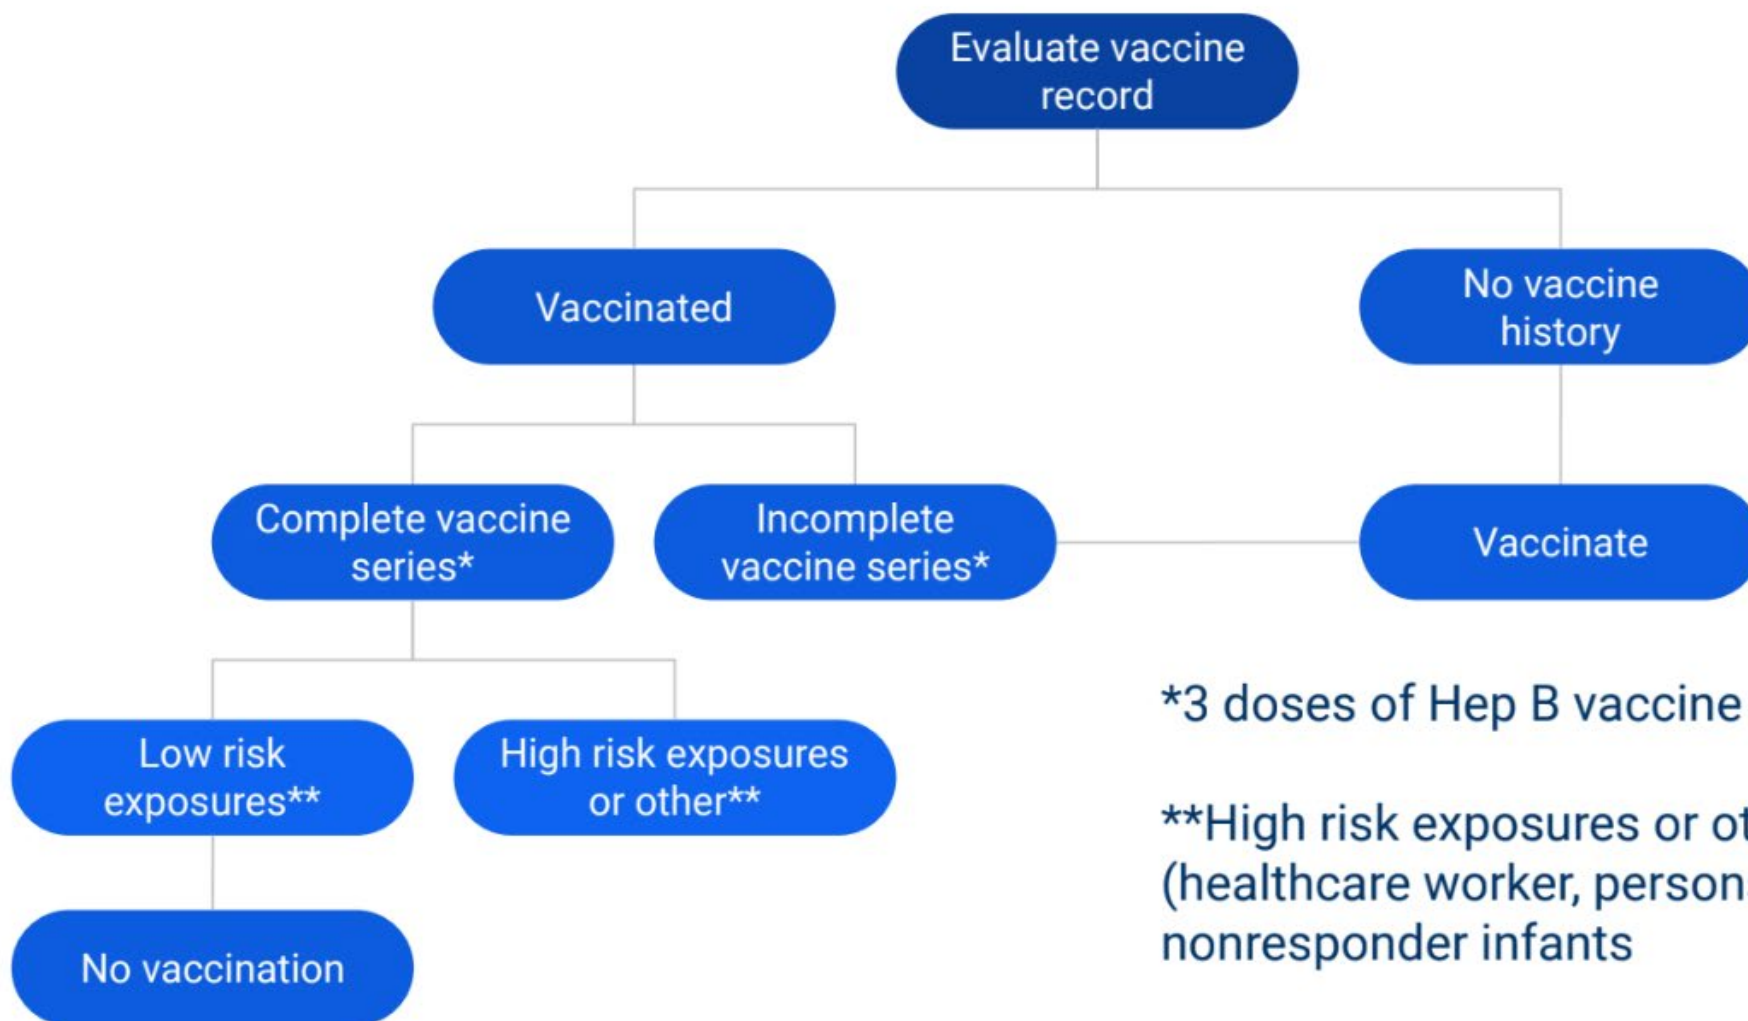 Evaluate vaccine
record
Vaccinated
No vaccine
history
Complete vaccine
series*
Incomplete
vaccine series*
Vaccinate
Low risk
exposures**
High risk exposures
or other**
No vaccination
*3 doses of Hep B vaccine
**High risk exposures or
(healthcare worker,
nonresponder infants